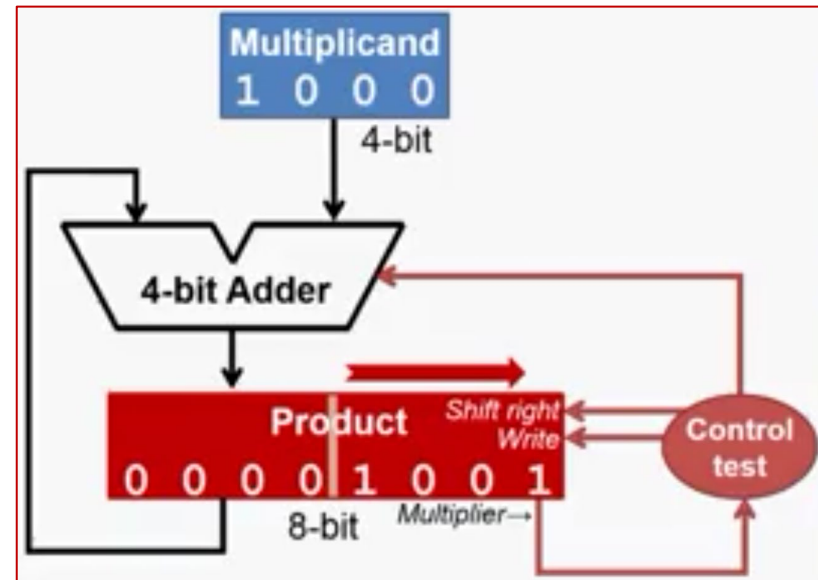 Multiplicand
1 0 0 0
4-bit
4-bit Adder
Product
Shift right
Write
Control
test
0 0 0 0 1 0 0 1
8-bit
Multiplier→